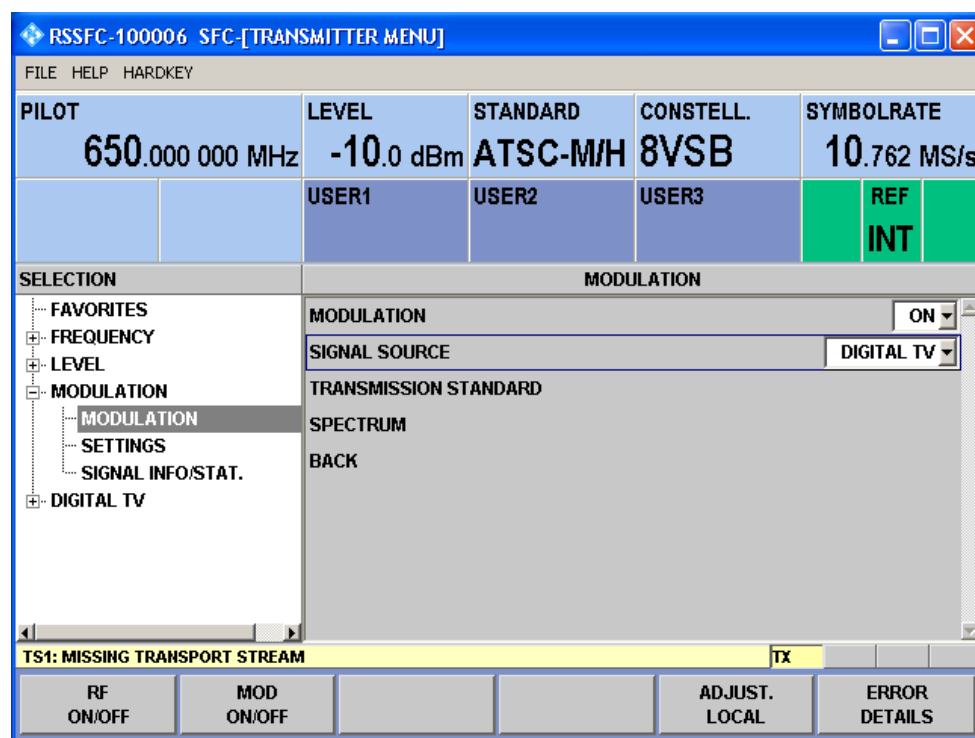 RSSFC-100006 SFC-[TRANSMITTER MENU]
FILE HELP HARDKEY
PILOT LEVEL STANDARD CONSTELL. SYMBOLRATE
650.000 000 MHz -10.0 dBm ATSC-M/H 8VSB 10.762 MS/s
USER1 USER2 USER3 REF
INT
SELECTION MODULATION
FAVORITES
FREQUENCY
LEVEL
MODULATION
MODULATION
SETTINGS
SIGNAL INFO/STAT.
DIGITAL TV
MODULATION ON
SIGNAL SOURCE DIGITAL TV
TRANSMISSION STANDARD
SPECTRUM
BACK
TS1: MISSING TRANSPORT STREAM TX
RF ON/OFF
MOD ON/OFF
ADJUST. LOCAL
ERROR DETAILS